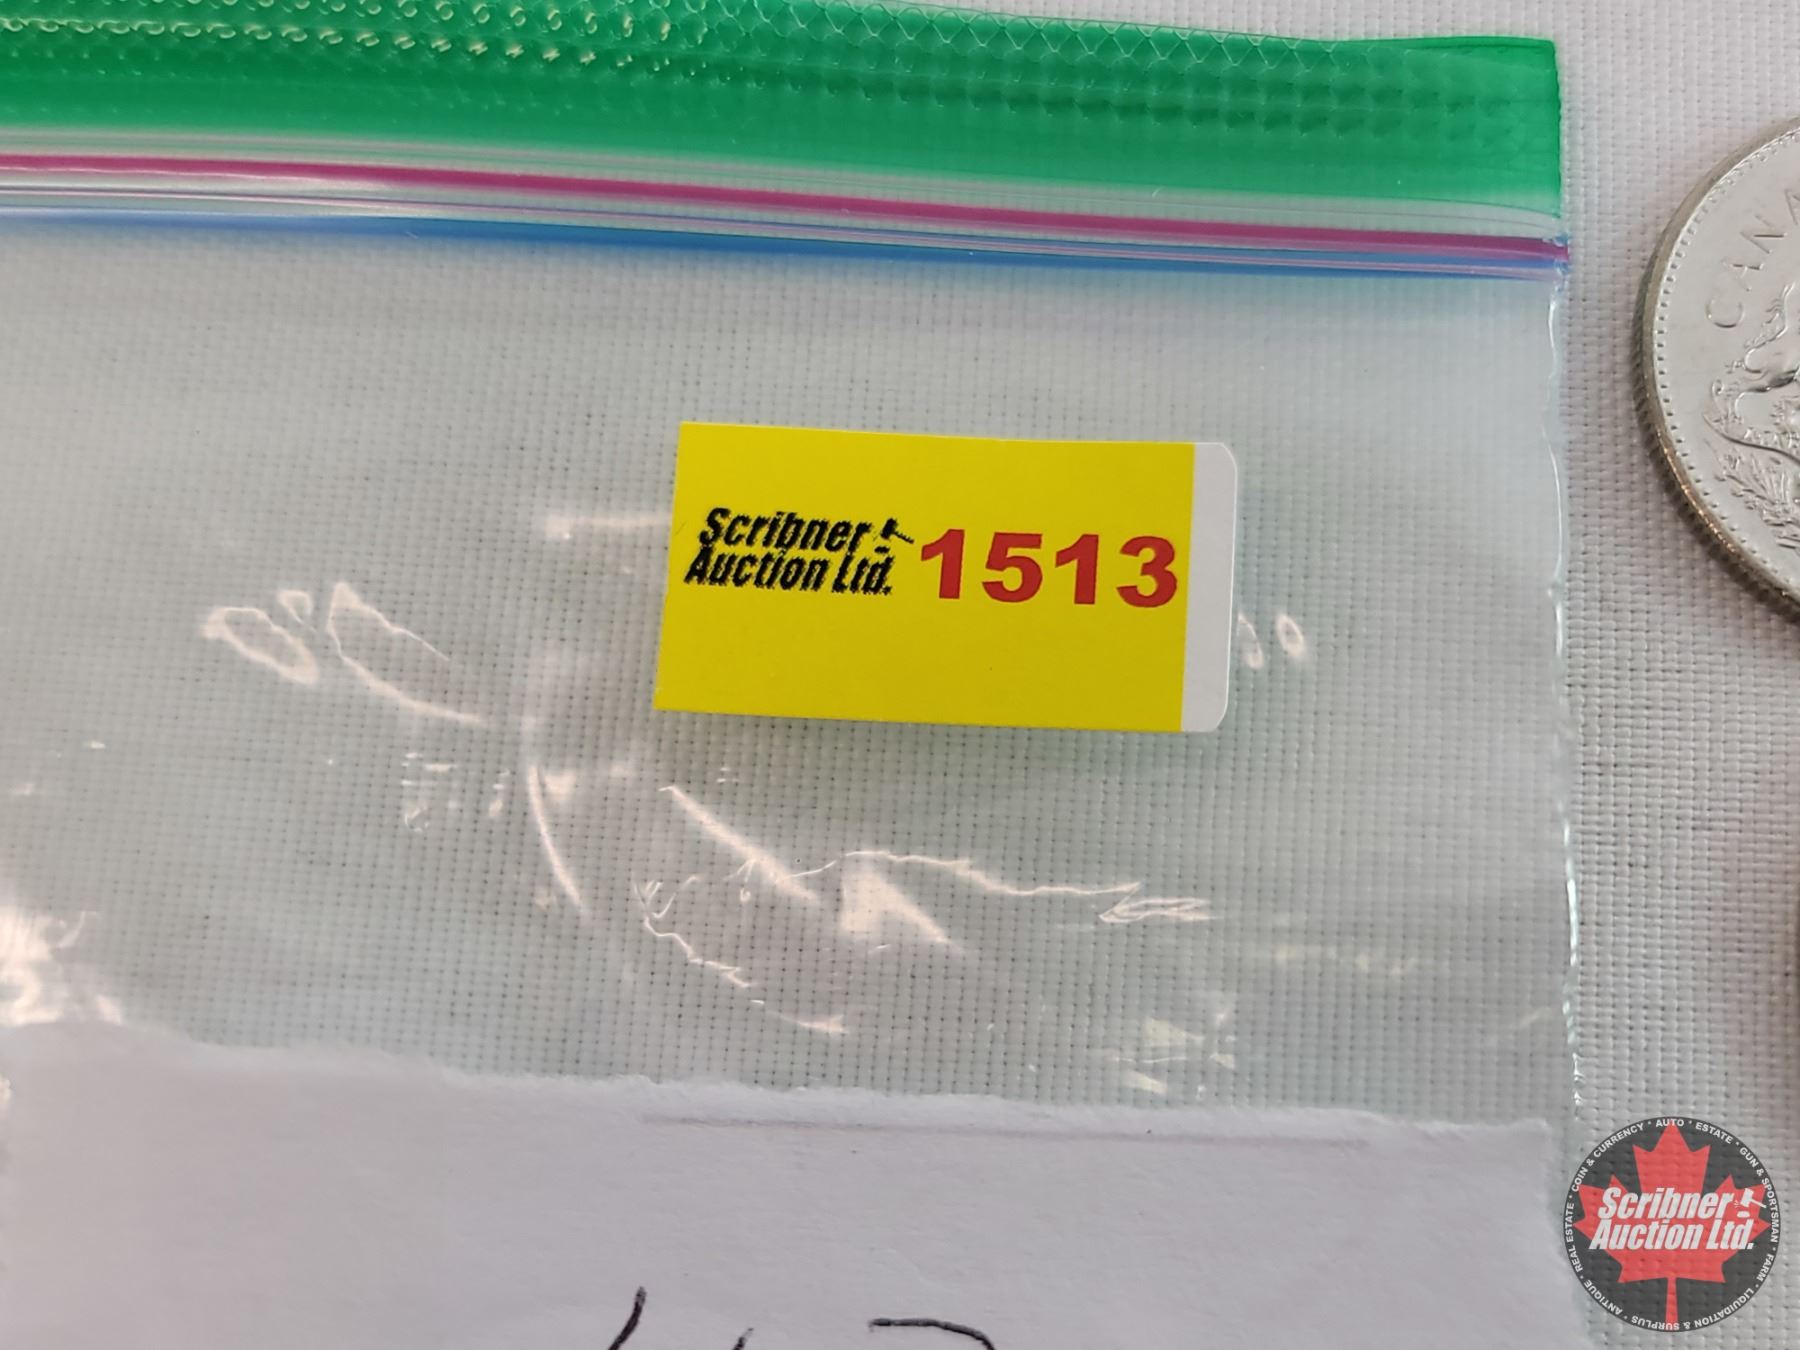 CANA
Scribner
Auction Ltd.
1513
COIN & CURRENCY * AUTO * ESTATE * GUN & SPORTSMAN * FARM * LIQUIDATION & SURPLUS * ANTIQUE * REAL ESTATE *
Scribner
Auction Ltd.